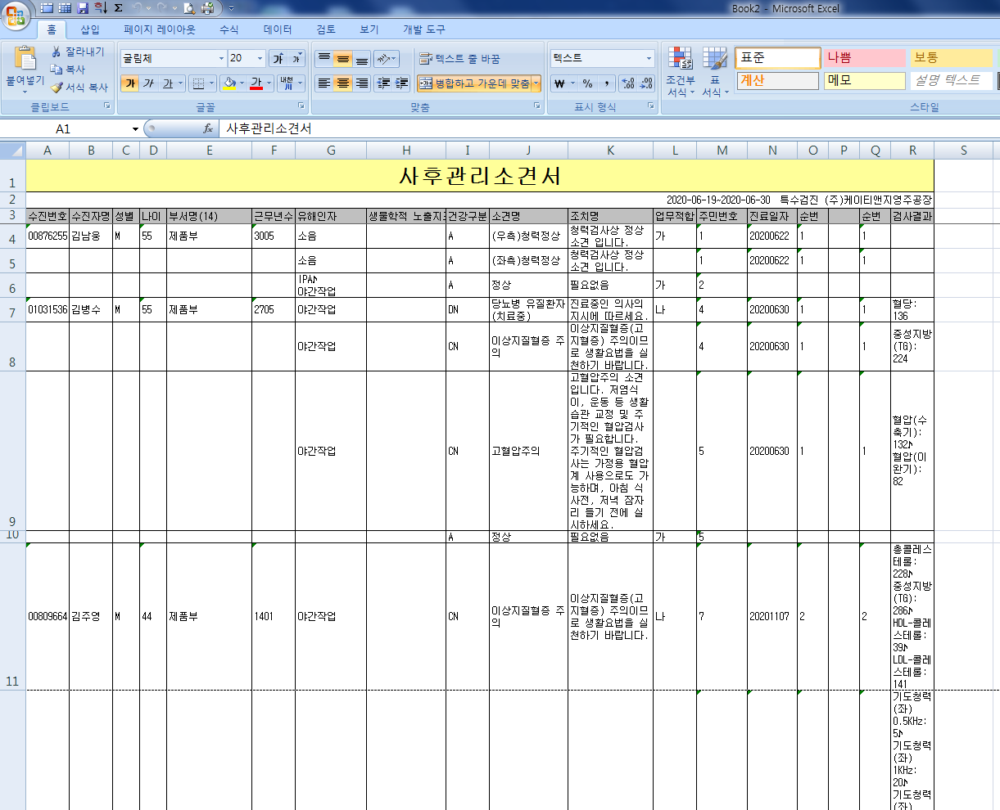 Book2 - Microsoft Excel
홈 삽입 페이지 레이아웃 수식 데이터 검토 보기 개발 도구
붙여넣기
잘라내기
복사
서식 복사
클립보드
굴림체 20
가 가 가 내천
글꼴
텍스트 줄 바꿈
병합하고 가운데 맞춤
맞춤
텍스트
₩ % ,
표시 형식
조건부 서식
표 서식
표준 나쁨 보통
계산 메모 설명 텍스트
스타일
A1 fx 사후관리소견서
A B C D E F G H I J K L M N O P Q R S
1 사후관리소견서
2 2020-06-19~2020-06-30 특수검진 (주)케이티앤지영주공장
3 수진번호 수진자명 성별 나이 부서명(14) 근무년수 유해인자 생물학적 노출지표 건강구분 소견명 조치명 업무적합 주민번호 진료일자 순번 순번 검사결과
4 00876255 김남웅 M 55 제품부 3005 소음 A (우측)청력정상 청력검사상 정상 소견 입니다. 가 1 20200622 1 1
5 소음 A (좌측)청력정상 청력검사상 정상 소견 입니다. 1 20200622 1 1
6 IPA♪ 야간작업 A 정상 필요없음 가 2
7 01031536 김병수 M 55 제품부 2705 야간작업 DN 당뇨병 유질환자 (치료중) 진료중인 의사의 지시에 따르세요. 나 4 20200630 1 1 혈당: 136
8 야간작업 CN 이상지질혈증 주의 이상지질혈증(고지혈증) 주의이므로 생활요법을 실천하기 바랍니다. 4 20200630 1 1 중성지방(TG): 224
9 야간작업 CN 고혈압주의 고혈압주의 소견입니다. 저염식이, 운동 등 생활습관 교정 및 주기적인 혈압검사가 필요합니다. 주기적인 혈압검사는 가정용 혈압계 사용으로도 가능하며, 아침 식사전, 저녁 잠자리 들기 전에 실시하세요. 5 20200630 1 1 혈압(수축기): 132♪ 혈압(이완기): 82
10 A 정상 필요없음 가 5
11 00809664 김주영 M 44 제품부 1401 야간작업 CN 이상지질혈증 주의 이상지질혈증(고지혈증) 주의이므로 생활요법을 실천하기 바랍니다. 나 7 20201107 2 2 총콜레스테롤: 228♪ 중성지방(TG): 286♪ HDL-콜레스테롤: 39♪ LDL-콜레스테롤: 141
기도청력(좌) 0.5KHz: 5♪ 기도청력(좌) 1KHz: 20♪ 기도청력(좌)